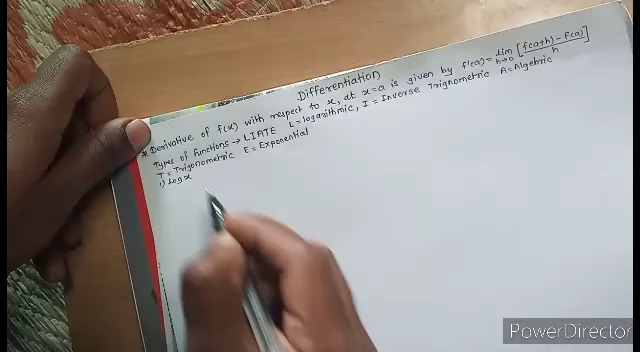 Differentiation
* Derivative of f(x) with respect to x, at x=a is given by f'(a) = lim h→0 [f(a+h) - f(a) / h]
Types of Functions → LIATE L = logarithmic, I = Inverse Trigonometric A = Algebric
T = Trigonometric E = Exponential
1) log x
PowerDirector